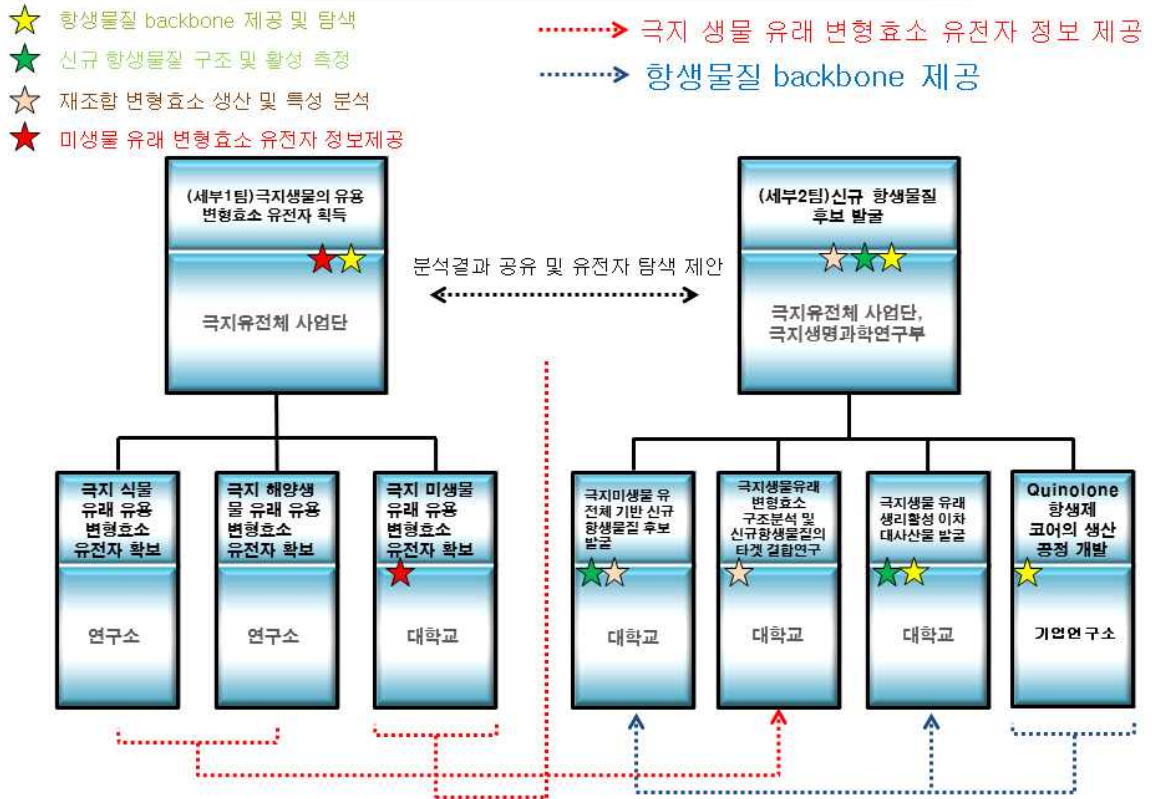 항생물질 backbone 제공 및 탐색
신규 항생물질 구조 및 활성 측정
재조합 변형효소 생산 및 특성 분석
미생물 유래 변형효소 유전자 정보제공
극지 생물 유래 변형효소 유전자 정보 제공
항생물질 backbone 제공
(세부1팀)극지생물의 유용
변형효소 유전자 획득
극지유전체 사업단
분석결과 공유 및 유전자 탐색 제안
(세부2팀)신규 항생물질
후보 발굴
극지유전체 사업단,
극지생명과학연구부
극지 식물
유래 유용
변형효소
유전자 확보
연구소
극지 해양생
물 유래 유용
변형효소
유전자 확보
연구소
극지 미생물
유래 유용
변형효소
유전자 확보
대학교
극지미생물 유
전체 기반 신규
항생물질 후보
발굴
대학교
극지생물유래
변형효소
구조분석 및
신규항생물질의
타겟 결합연구
대학교
극지생물 유래
생리활성 이차
대사산물 발굴
대학교
Quinolone
항생제
코어의 생산
공정 개발
기업연구소